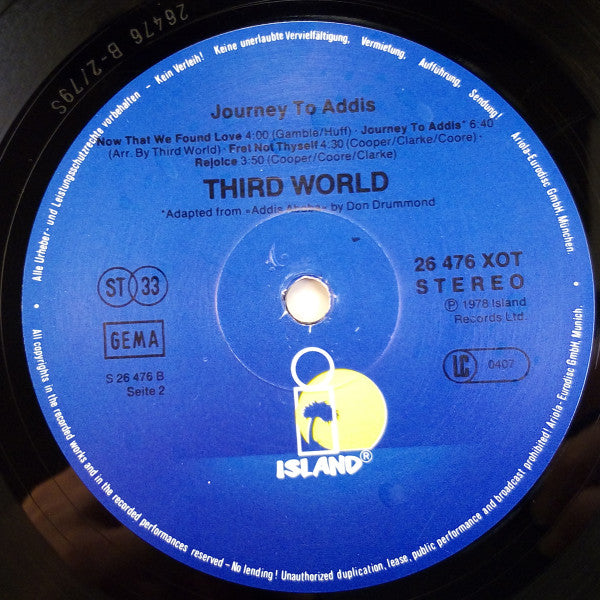 26476 B-2/79S
Alle Urheber- und Leistungsschutzrechte vorbehalten – Kein Verleih! Keine unerlaubte Vervielfältigung, Vermietung, Aufführung, Sendung! Ariola-Eurodisc GmbH, München.
Journey To Addis
Now That We Found Love 4:00 (Gamble/Huff) · Journey To Addis* 6:40
(Arr. By Third World) · Fret Not Thyself 4:30 (Cooper/Clarke/Coore) ·
Rejoice 3:50 (Cooper/Coore/Clarke)
THIRD WORLD
*Adapted from »Addis Ababa« by Don Drummond
ST 33
GEMA
S 26 476 B
Seite 2
26 476 XOT
STEREO
Ⓟ 1978 Island
Records Ltd.
LC 0407
i
ISLAND®
All copyrights in the recorded works and in the recorded performances reserved – No lending! Unauthorized duplication, lease, public performance and broadcast prohibited! Ariola-Eurodisc GmbH, Munich.